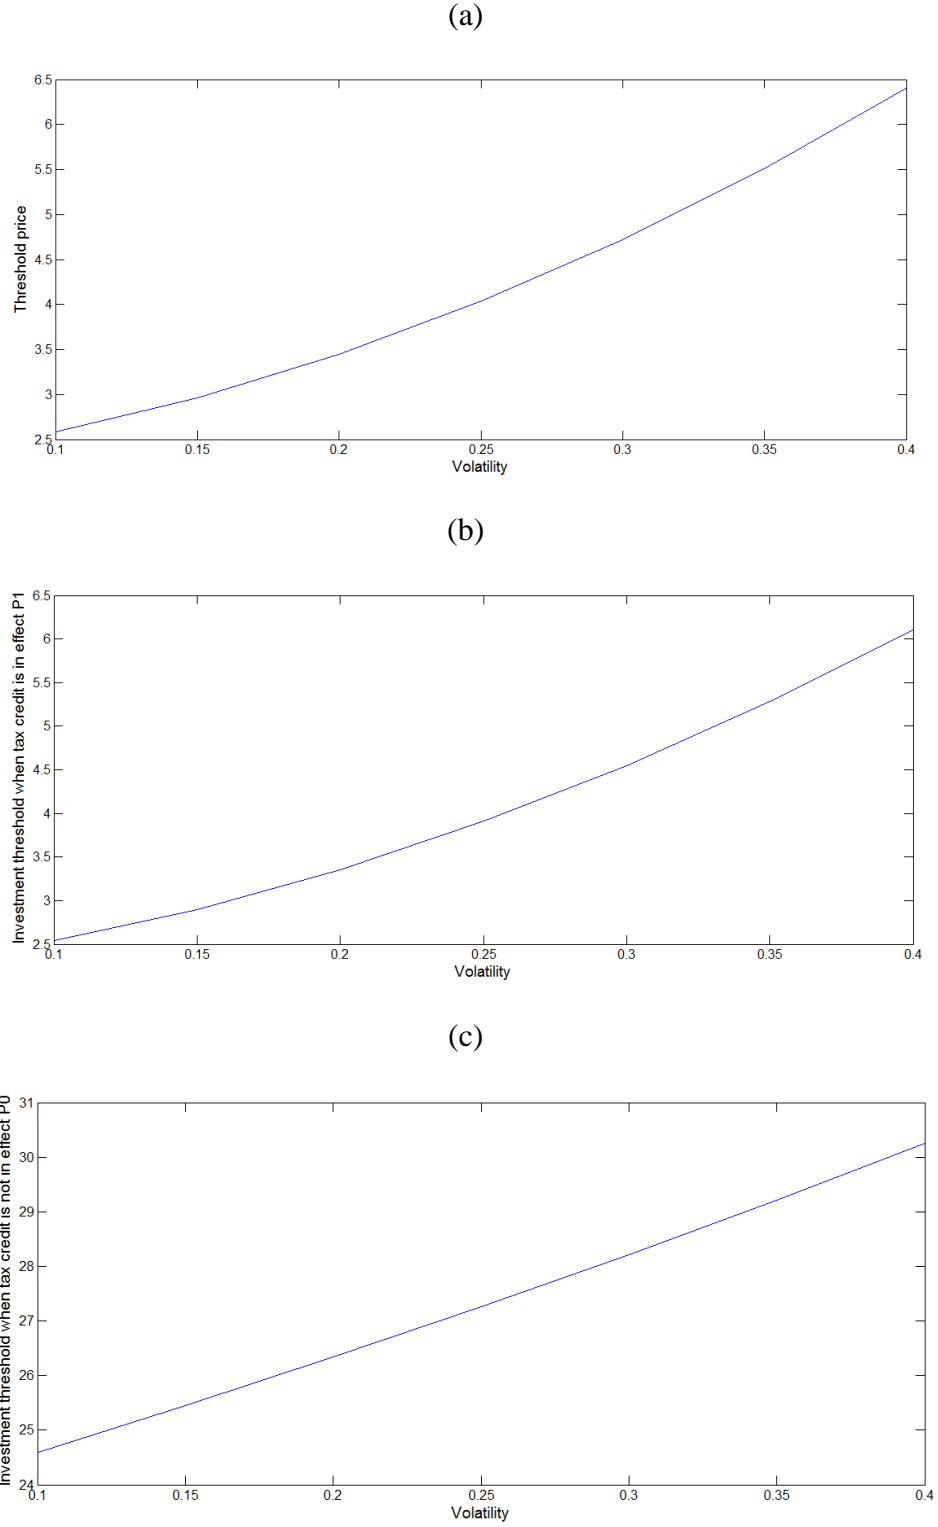 (a)
6.5
6
5.5
5
4.5
4
3.5
3
2.5
Threshold price
0.1 0.15 0.2 0.25 0.3 0.35 0.4
Volatility
(b)
6.5
6
5.5
5
4.5
4
3.5
3
2.5
Investment threshold when tax credit is in effect P1
0.1 0.15 0.2 0.25 0.3 0.35 0.4
Volatility
(c)
31
30
29
28
27
26
25
24
Investment threshold when tax credit is not in effect P0
0.1 0.15 0.2 0.25 0.3 0.35 0.4
Volatility